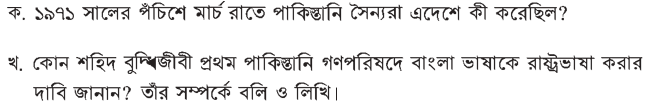 ক. ১৯৭১ সালের পঁচিশে মার্চ রাতে পাকিস্তানি সৈন্যরা এদেশে কী করেছিল?
খ. কোন শহিদ বুদ্ধিজীবী প্রথম পাকিস্তানি গণপরিষদে বাংলা ভাষাকে রাষ্ট্রভাষা করার
দাবি জানান? তাঁর সম্পর্কে বলি ও লিখি।